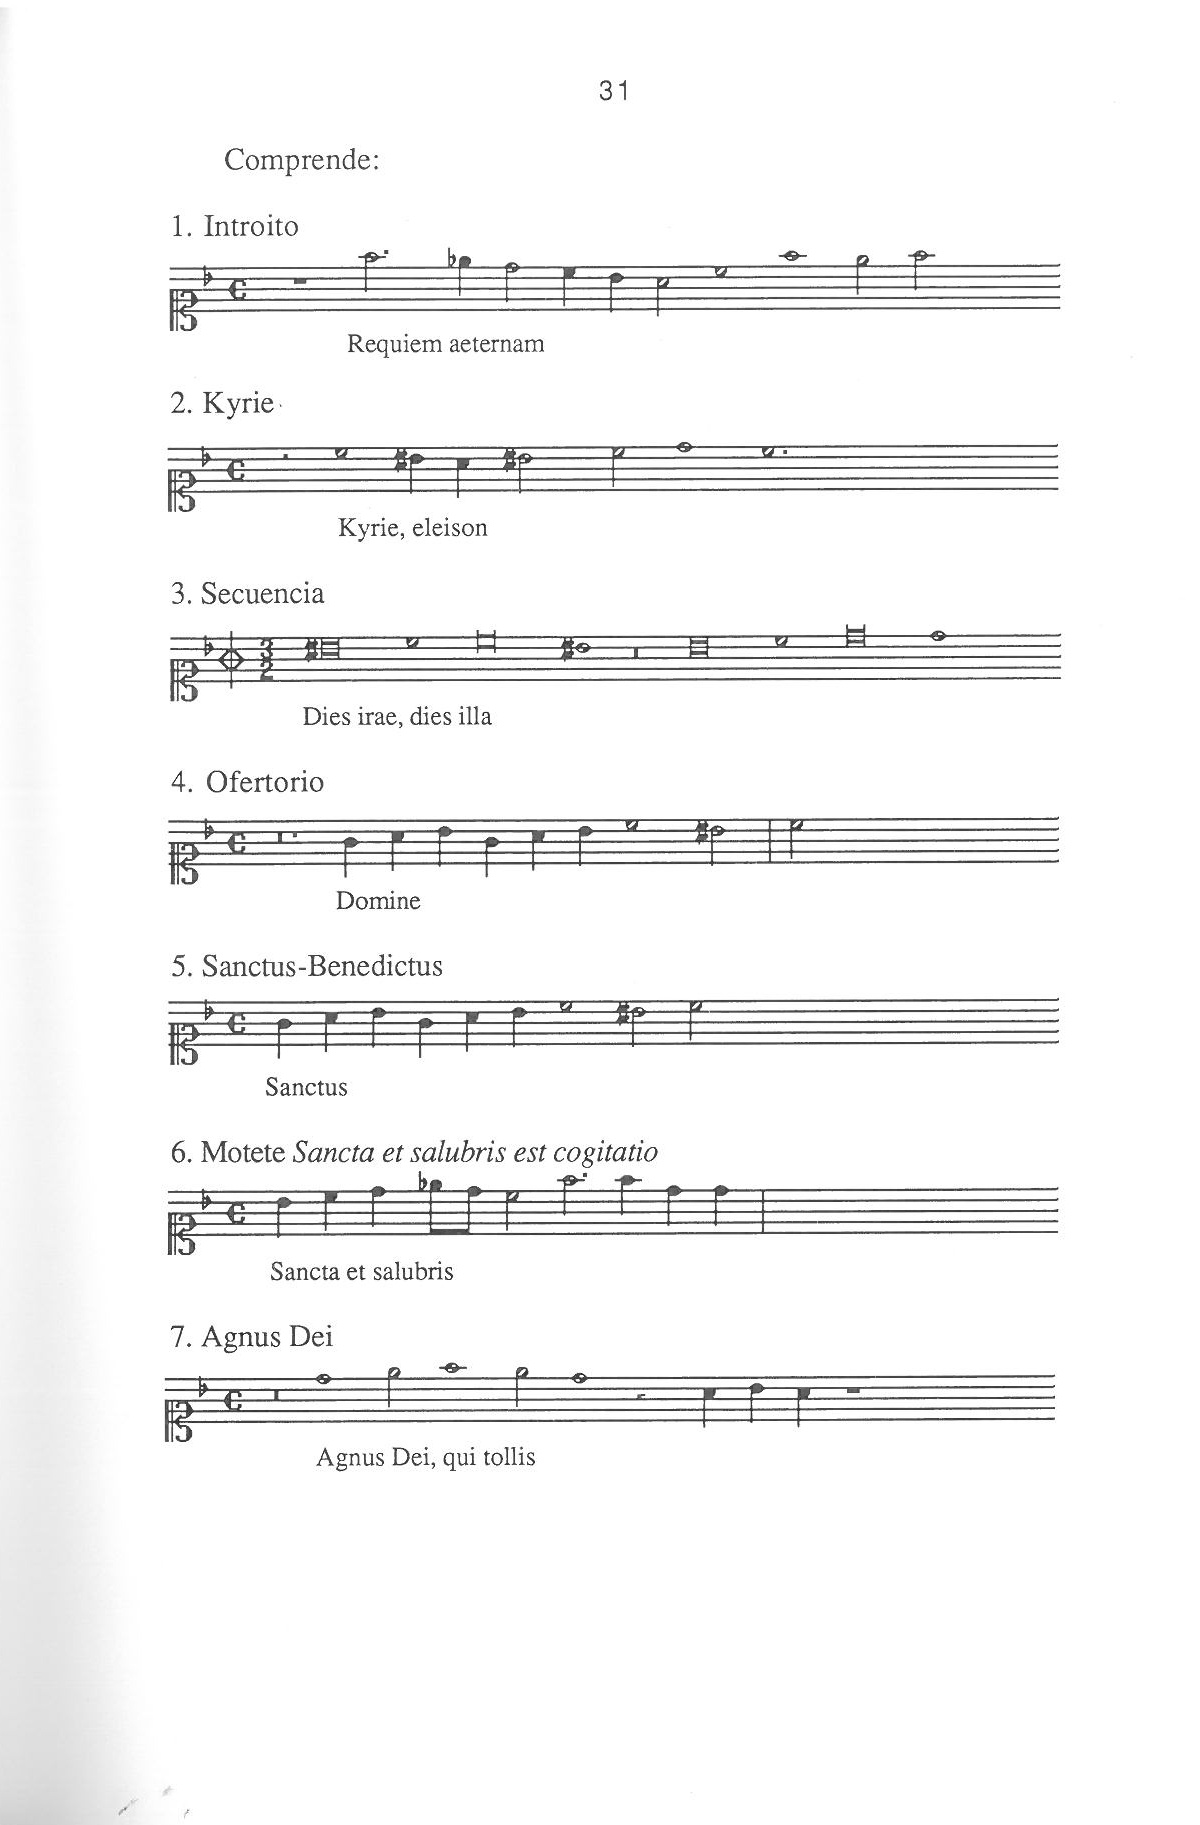 31
Comprende:
1. Introito
Requiem aeternam
2. Kyrie
Kyrie, eleison
3. Secuencia
3
2
Dies irae, dies illa
4. Ofertorio
Domine
5. Sanctus-Benedictus
Sanctus
6. Motete Sancta et salubris est cogitatio
Sancta et salubris
7. Agnus Dei
Agnus Dei, qui tollis